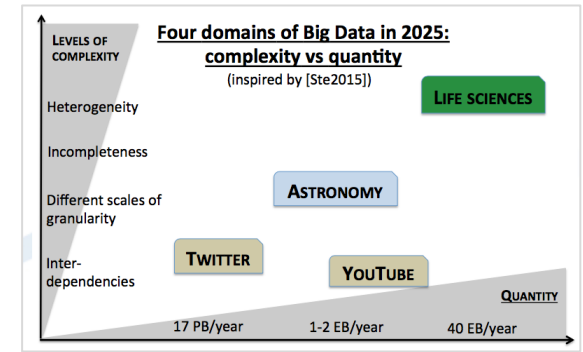 Four domains of Big Data in 2025:
complexity vs quantity
(inspired by [Ste2015])
LEVELS OF
COMPLEXITY
Heterogeneity
Incompleteness
Different scales of
granularity
Inter-
dependencies
LIFE SCIENCES
ASTRONOMY
TWITTER
YOUTUBE
QUANTITY
17 PB/year
1-2 EB/year
40 EB/year